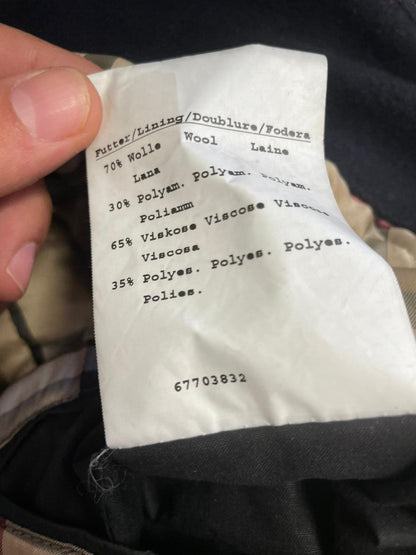 Futter/Lining/Doublure/Fodera
70% Wolle Wool Laine
Lana
30% Polyam. Polyam. Polyam.
Poliamm
65% Viskose Viscose Viscose
Viscosa
35% Polyes. Polyes. Polyes.
Polies.
67703832